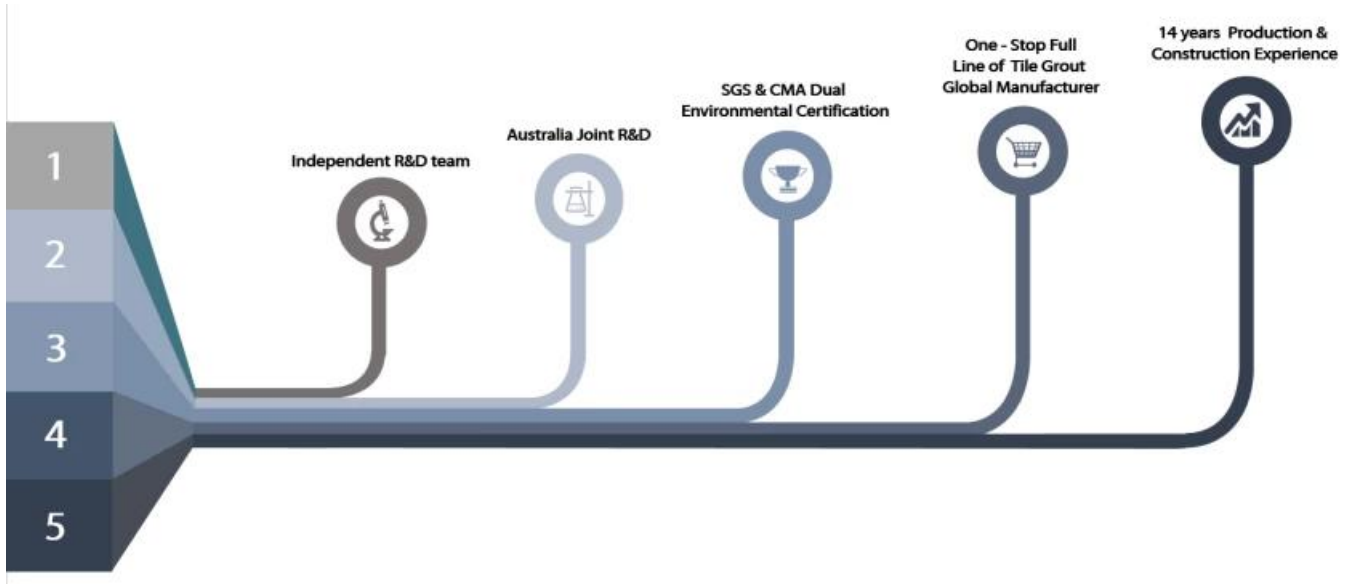 1
2
3
4
5
Independent R&D team
Australia Joint R&D
SGS & CMA Dual
Environmental Certification
One - Stop Full
Line of Tile Grout
Global Manufacturer
14 years Production &
Construction Experience